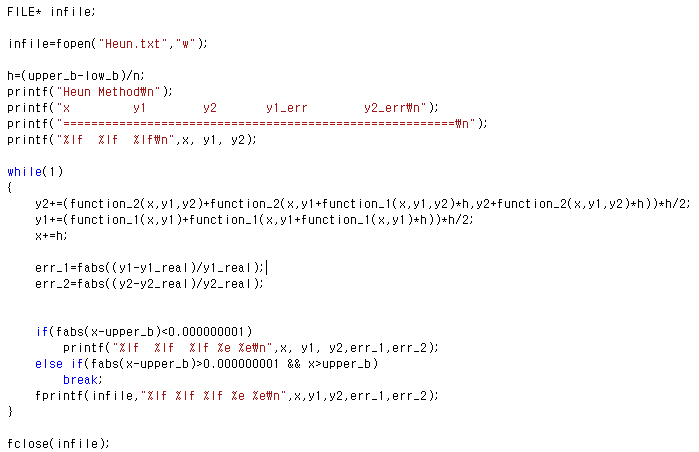 FILE* infile;
infile=fopen("Heun.txt","w");
h=(upper_b-low_b)/n;
printf("Heun Method₩n");
printf("x         y1        y2       y1_err        y2_err₩n");
printf("========================================================₩n");
printf("%lf  %lf  %lf₩n",x, y1, y2);
while(1)
{
    y2+=(function_2(x,y1,y2)+function_2(x,y1+function_1(x,y1,y2)*h,y2+function_2(x,y1,y2)*h))*h/2;
    y1+=(function_1(x,y1)+function_1(x,y1+function_1(x,y1)*h))*h/2;
    x+=h;
    err_1=fabs((y1-y1_real)/y1_real);
    err_2=fabs((y2-y2_real)/y2_real);
    if(fabs(x-upper_b)<0.000000001)
        printf("%lf  %lf  %lf %e %e₩n",x, y1, y2,err_1,err_2);
    else if(fabs(x-upper_b)>0.000000001 && x>upper_b)
        break;
    fprintf(infile,"%lf %lf %lf %e %e₩n",x,y1,y2,err_1,err_2);
}
fclose(infile);